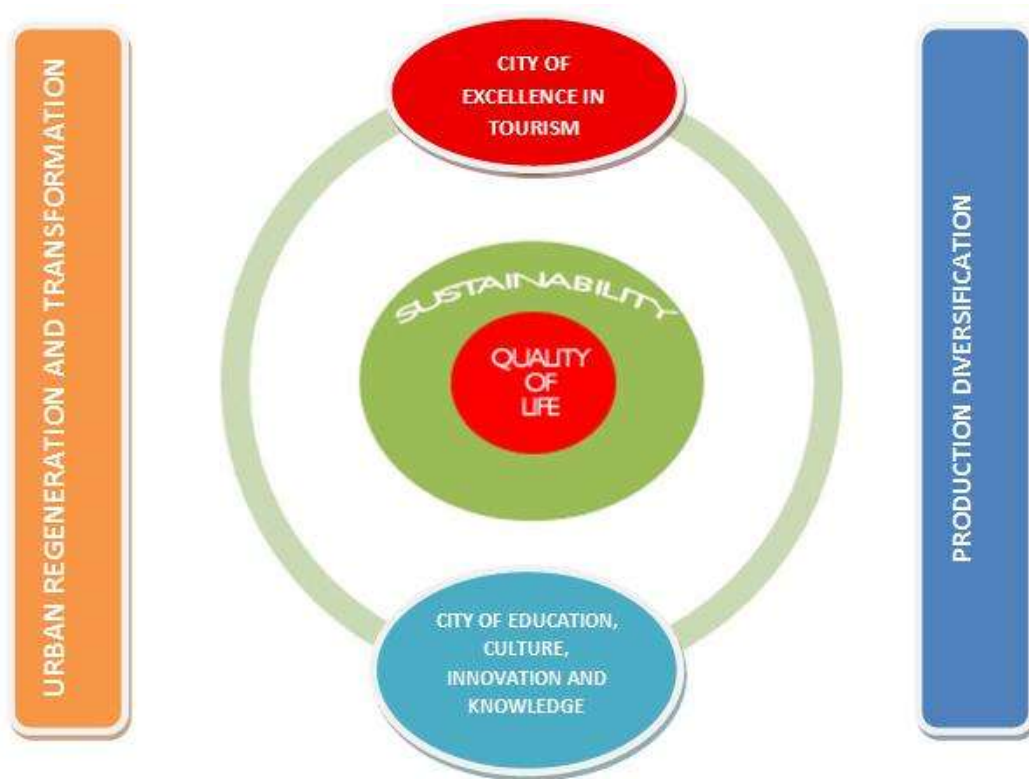 URBAN REGENERATION AND TRANSFORMATION
CITY OF
EXCELLENCE IN
TOURISM
SUSTAINABILITY
QUALITY
OF
LIFE
CITY OF EDUCATION,
CULTURE,
INNOVATION AND
KNOWLEDGE
PRODUCTION DIVERSIFICATION